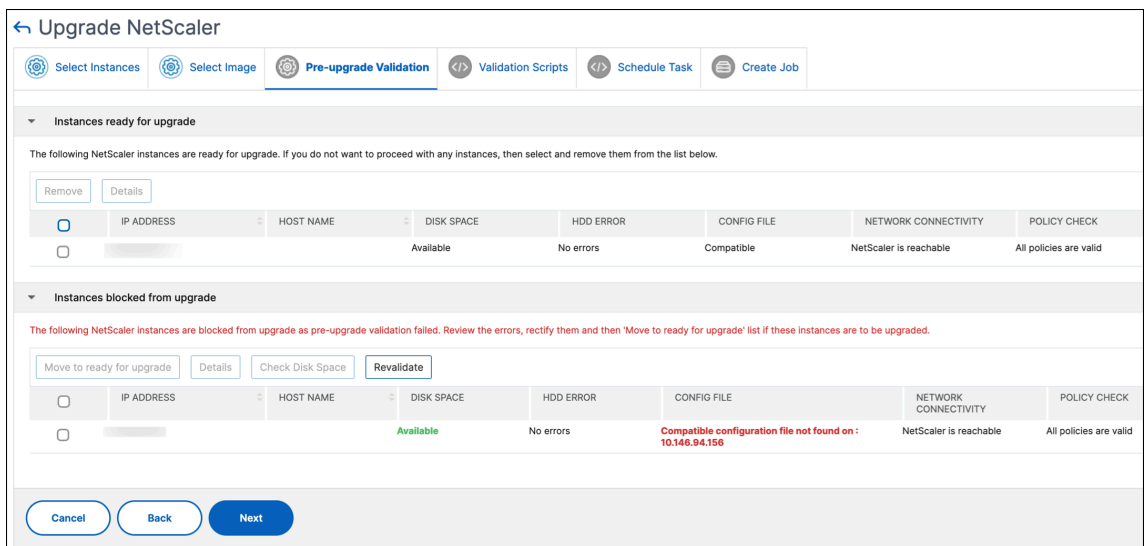 Upgrade NetScaler
Select Instances
Select Image
Pre-upgrade Validation
Validation Scripts
Schedule Task
Create Job
Instances ready for upgrade
The following NetScaler instances are ready for upgrade. If you do not want to proceed with any instances, then select and remove them from the list below.
Remove Details
IP ADDRESS HOST NAME DISK SPACE HDD ERROR CONFIG FILE NETWORK CONNECTIVITY POLICY CHECK
Available No errors Compatible NetScaler is reachable All policies are valid
Instances blocked from upgrade
The following NetScaler instances are blocked from upgrade as pre-upgrade validation failed. Review the errors, rectify them and then 'Move to ready for upgrade' list if these instances are to be upgraded.
Move to ready for upgrade Details Check Disk Space Revalidate
IP ADDRESS HOST NAME DISK SPACE HDD ERROR CONFIG FILE NETWORK CONNECTIVITY POLICY CHECK
Available No errors Compatible configuration file not found on : NetScaler is reachable All policies are valid
10.146.94.156
Cancel Back Next